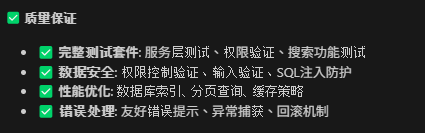 ✅ 质量保证
• ✅ 完整测试套件: 服务层测试、权限验证、搜索功能测试
• ✅ 数据安全: 权限控制验证、输入验证、SQL注入防护
• ✅ 性能优化: 数据库索引、分页查询、缓存策略
• ✅ 错误处理: 友好错误提示、异常捕获、回滚机制